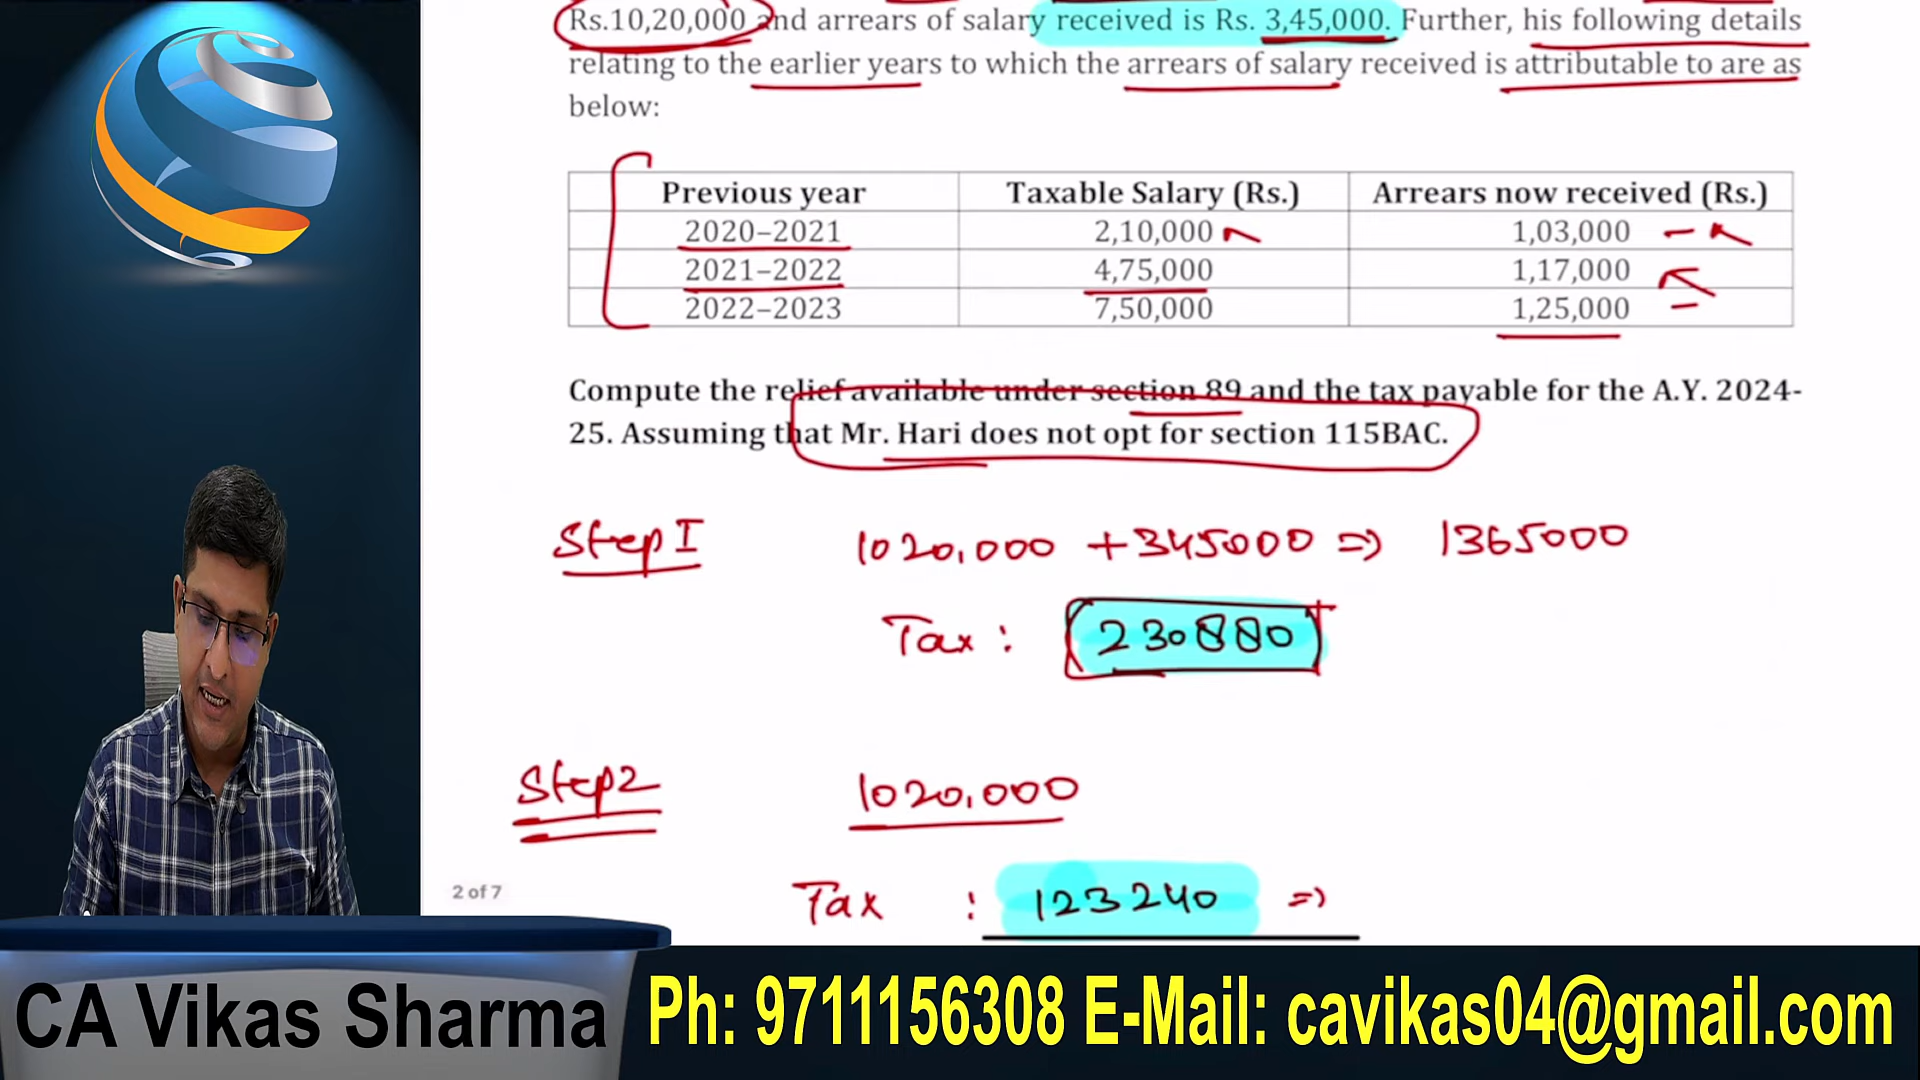 Rs.10,20,000 and arrears of salary received is Rs. 3,45,000. Further, his following details
relating to the earlier years to which the arrears of salary received is attributable to are as
below:
Previous year Taxable Salary (Rs.) Arrears now received (Rs.)
2020–2021 2,10,000 1,03,000
2021–2022 4,75,000 1,17,000
2022–2023 7,50,000 1,25,000
Compute the relief available under section 89 and the tax payable for the A.Y. 2024-
25. Assuming that Mr. Hari does not opt for section 115BAC.
Step I 1020,000 + 345000 => 1365000
Tax : 230880
Step2 1020,000
Tax : 123240 =>
2 of 7
CA Vikas Sharma
Ph: 9711156308 E-Mail: cavikas04@gmail.com